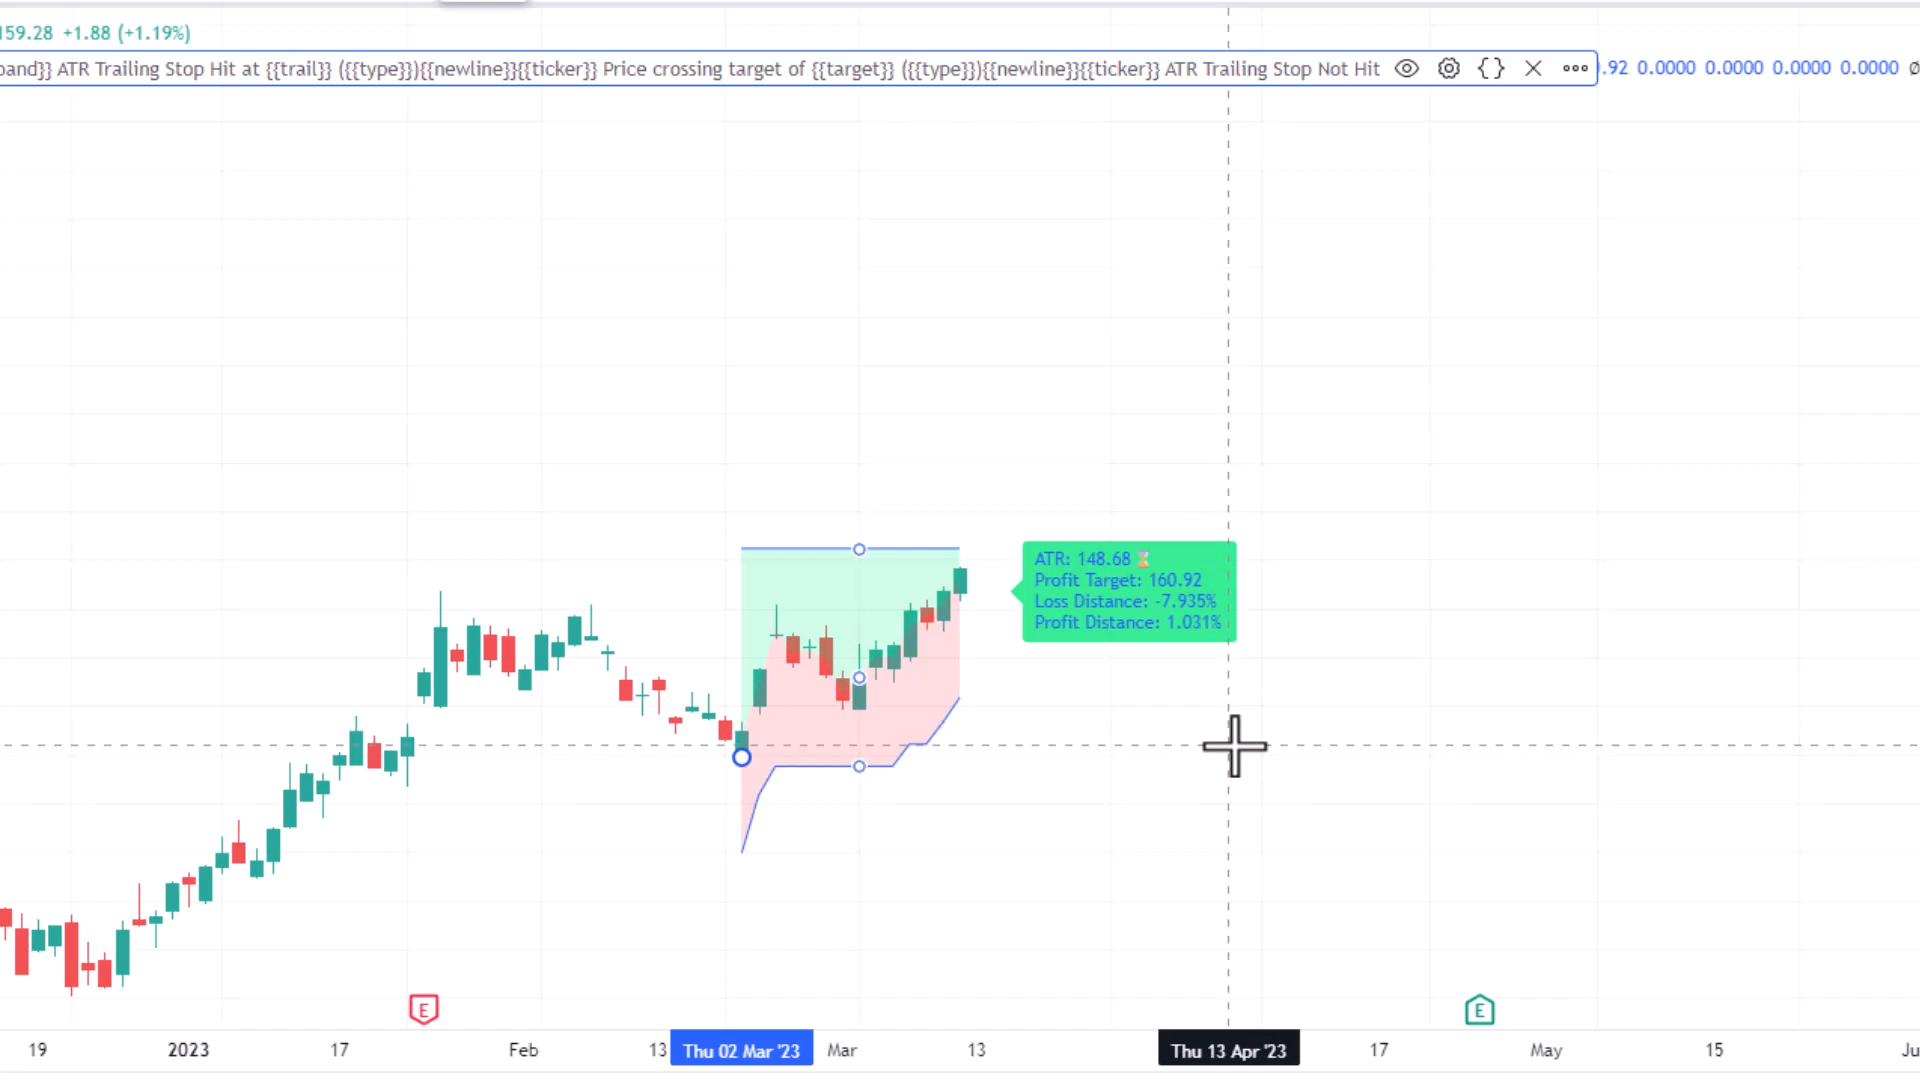 159.28 +1.88 (+1.19%)
pand}} ATR Trailing Stop Hit at {{trail}} ({{type}}){{newline}}{{ticker}} Price crossing target of {{target}} ({{type}}){{newline}}{{ticker}} ATR Trailing Stop Not Hit { } .92 0.0000 0.0000 0.0000 0.0000 Ø
ATR: 148.68
Profit Target: 160.92
Loss Distance: -7.935%
Profit Distance: 1.031%
E E
19 2023 17 Feb 13 Thu 02 Mar '23 Mar 13 Thu 13 Apr '23 17 May 15 Ju